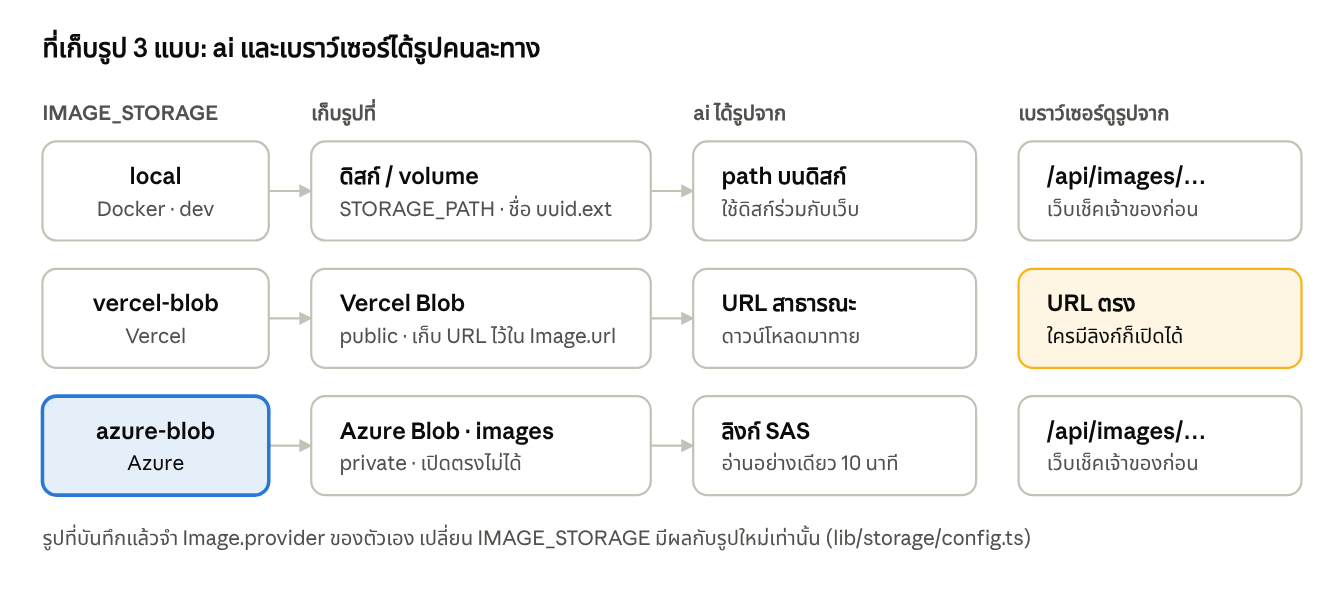 ที่เก็บรูป 3 แบบ: ai และเบราว์เซอร์ได้รูปคนละทาง
IMAGE_STORAGE
เก็บรูปที่
ai ได้รูปจาก
เบราว์เซอร์ดูรูปจาก
local
Docker · dev
ดิสก์ / volume
STORAGE_PATH · ชื่อ uuid.ext
path บนดิสก์
ใช้ดิสก์ร่วมกับเว็บ
/api/images/…
เว็บเช็คเจ้าของก่อน
vercel-blob
Vercel
Vercel Blob
public · เก็บ URL ไว้ใน Image.url
URL สาธารณะ
ดาวน์โหลดมาทาย
URL ตรง
ใครมีลิงก์ก็เปิดได้
azure-blob
Azure
Azure Blob · images
private · เปิดตรงไม่ได้
ลิงก์ SAS
อ่านอย่างเดียว 10 นาที
/api/images/…
เว็บเช็คเจ้าของก่อน
รูปที่บันทึกแล้วจำ Image.provider ของตัวเอง เปลี่ยน IMAGE_STORAGE มีผลกับรูปใหม่เท่านั้น (lib/storage/config.ts)